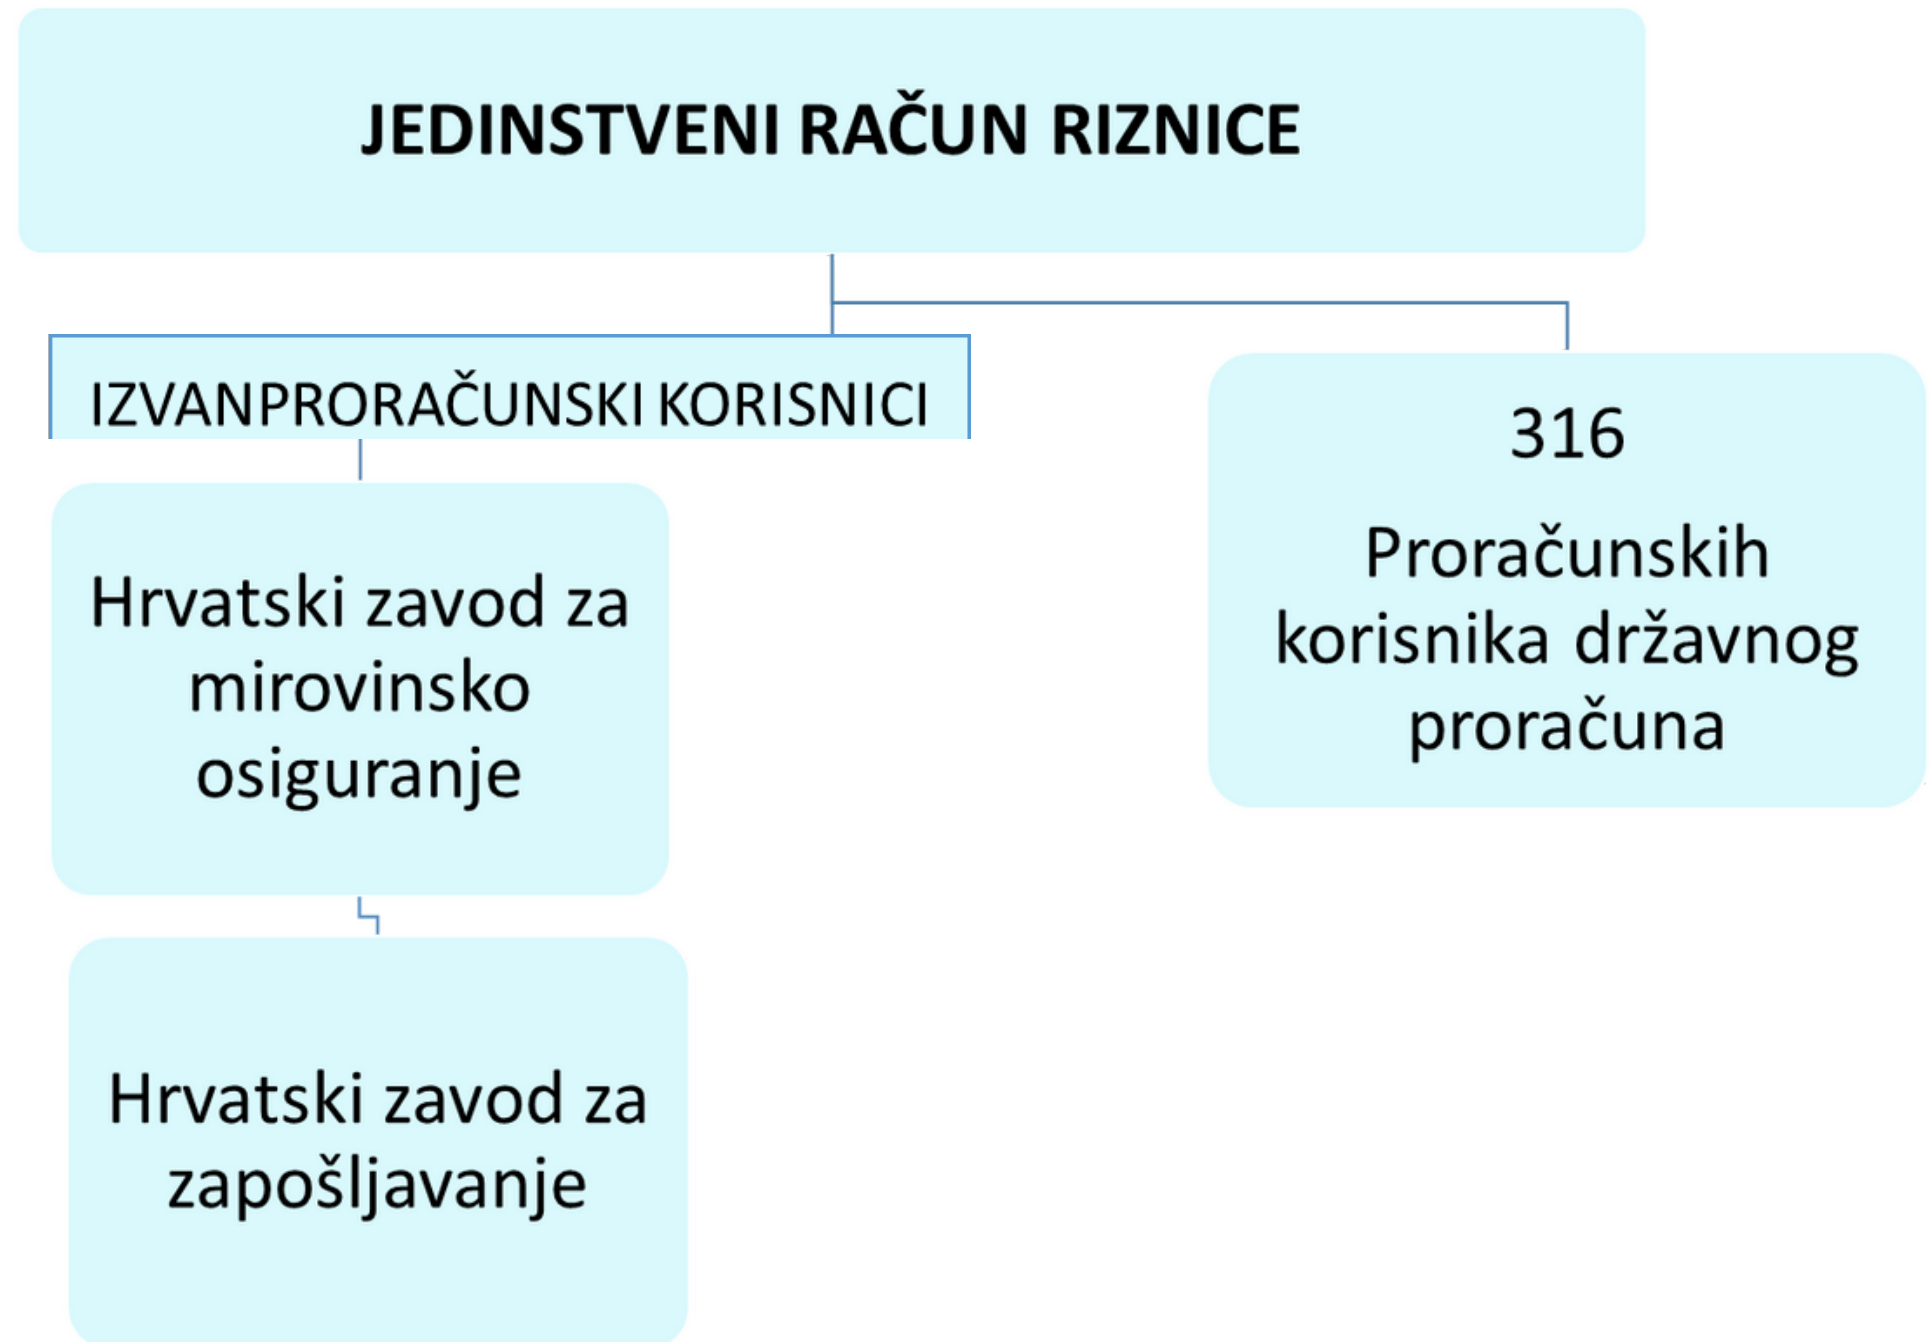 JEDINSTVENI RAČUN RIZNICE
IZVANPRORAČUNSKI KORISNICI
Hrvatski zavod za
mirovinsko
osiguranje
Hrvatski zavod za
zapošljavanje
316
Proračunskih
korisnika državnog
proračuna